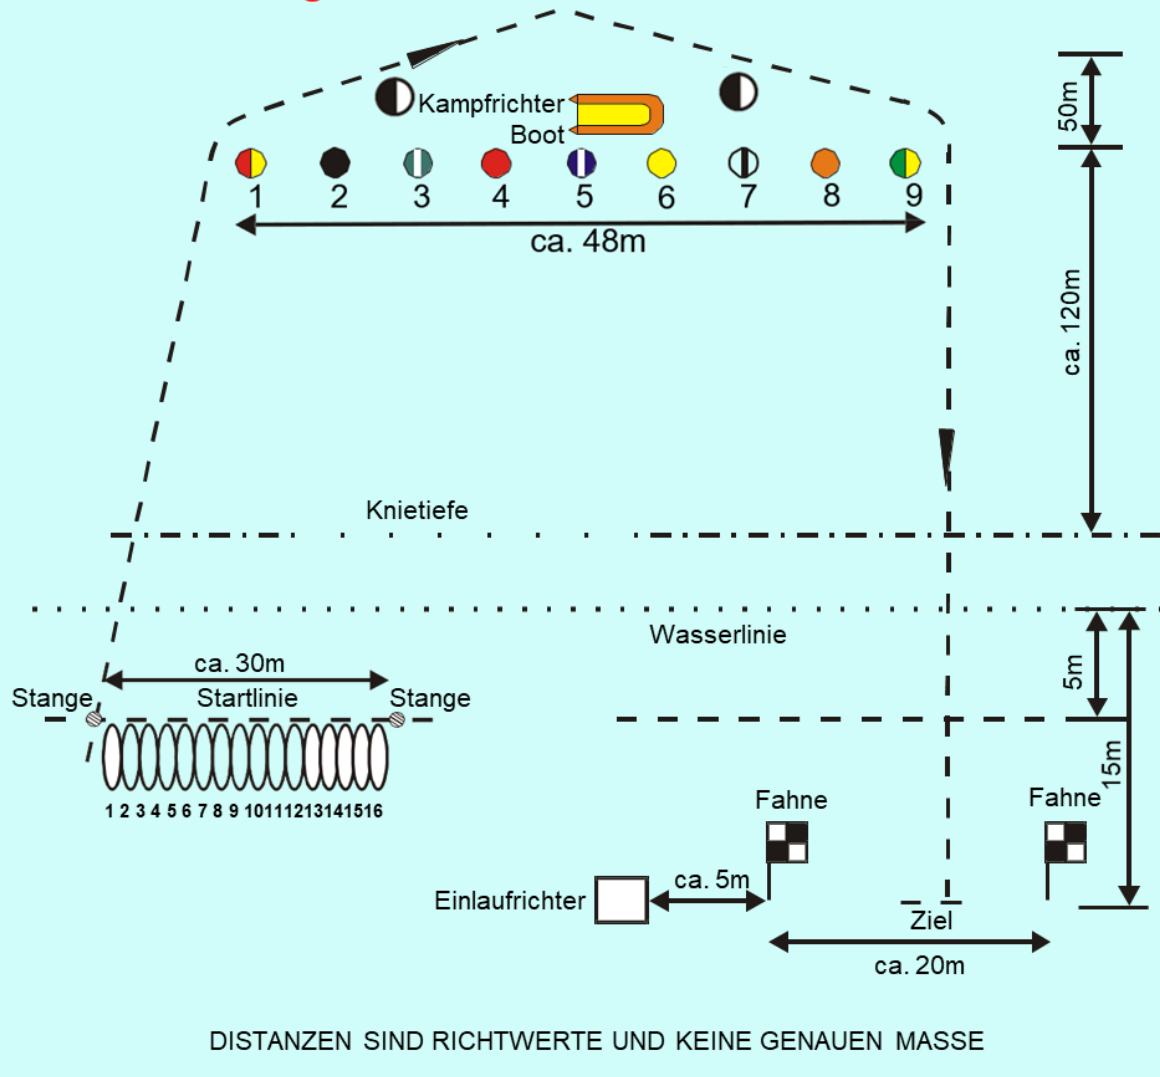 Kampfrichter
Boot
50m
1 2 3 4 5 6 7 8 9
ca. 48m
ca. 120m
Knietiefe
Wasserlinie
ca. 30m
5m
Stange Startlinie Stange
15m
1 2 3 4 5 6 7 8 9 10 11 12 13 14 15 16
Fahne Fahne
ca. 5m
Einlaufrichter
Ziel
ca. 20m
DISTANZEN SIND RICHTWERTE UND KEINE GENAUEN MASSE